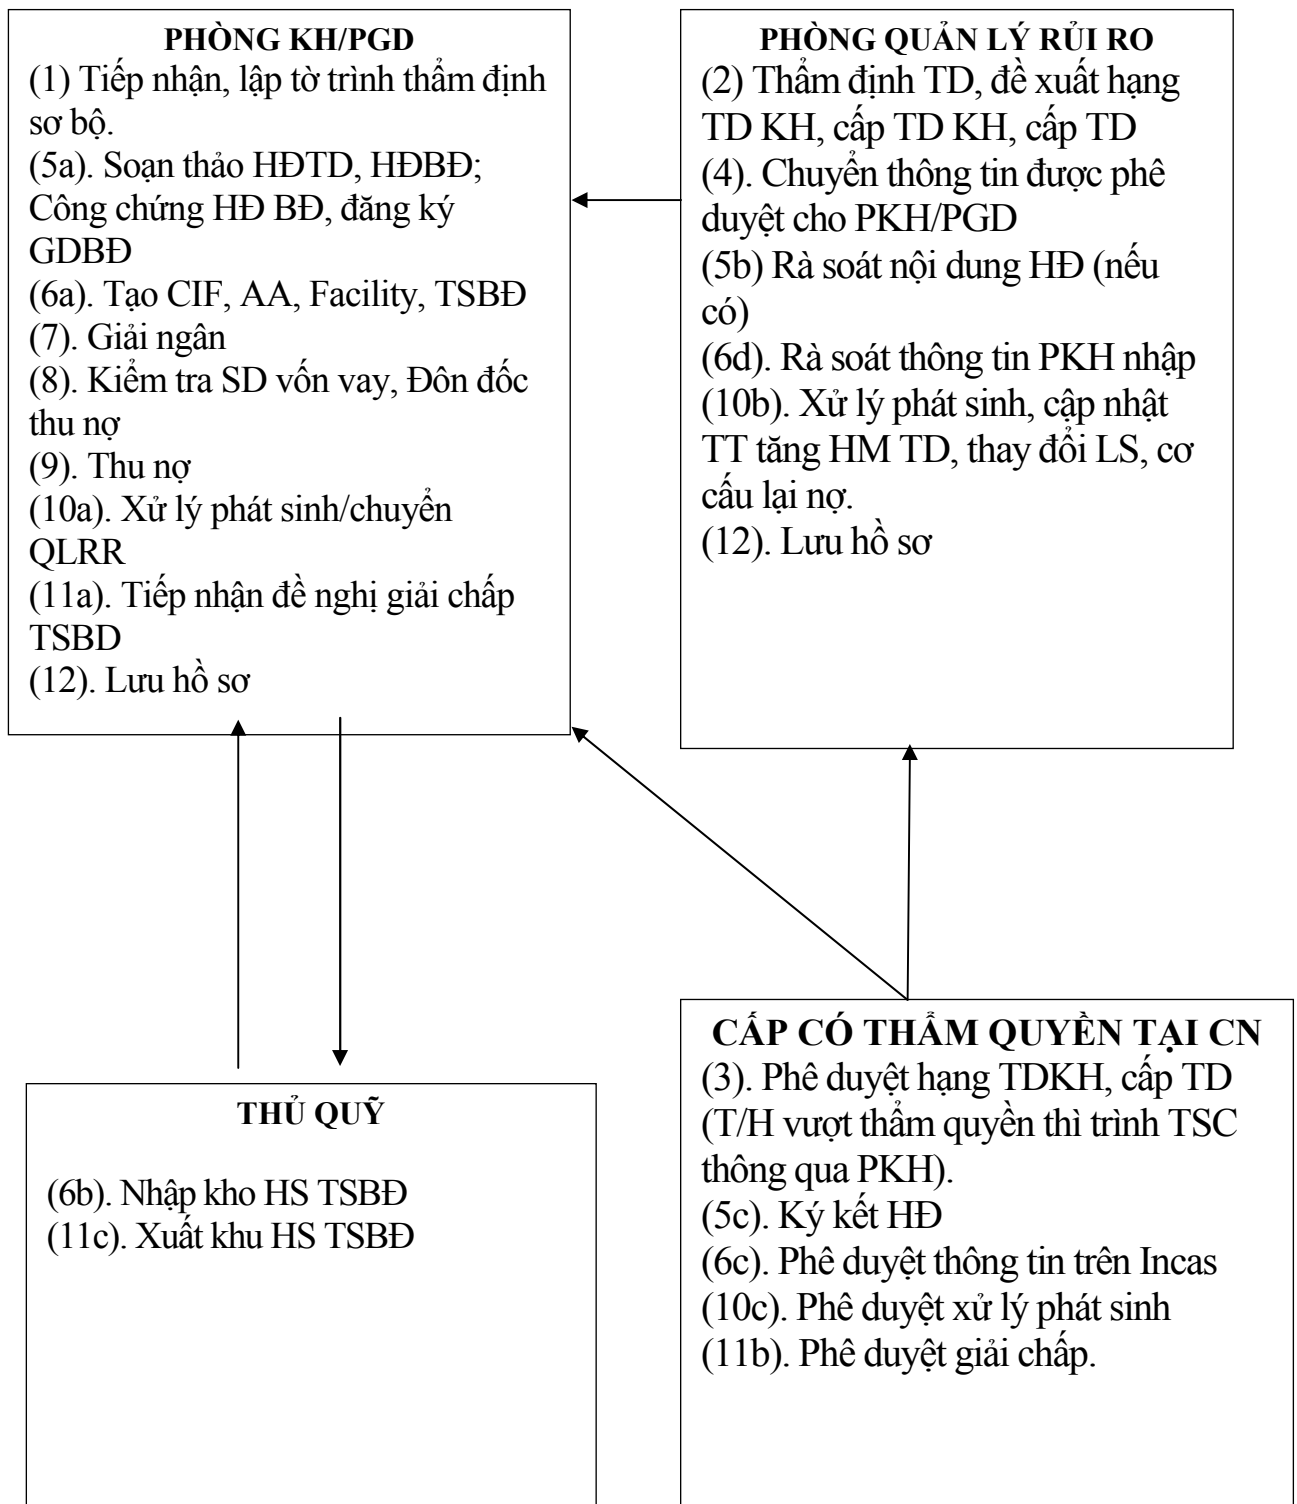 PHÒNG KH/PGD
(1) Tiếp nhận, lập tờ trình thẩm định
sơ bộ.
(5a). Soạn thảo HĐTD, HĐBĐ;
Công chứng HĐ BĐ, đăng ký
GDBĐ
(6a). Tạo CIF, AA, Facility, TSBĐ
(7). Giải ngân
(8). Kiểm tra SD vốn vay, Đôn đốc
thu nợ
(9). Thu nợ
(10a). Xử lý phát sinh/chuyển
QLRR
(11a). Tiếp nhận đề nghị giải chấp
TSBD
(12). Lưu hồ sơ
PHÒNG QUẢN LÝ RỦI RO
(2) Thẩm định TD, đề xuất hạng
TD KH, cấp TD KH, cấp TD
(4). Chuyển thông tin được phê
duyệt cho PKH/PGD
(5b) Rà soát nội dung HĐ (nếu
có)
(6d). Rà soát thông tin PKH nhập
(10b). Xử lý phát sinh, cập nhật
TT tăng HM TD, thay đổi LS, cơ
cấu lại nợ.
(12). Lưu hồ sơ
THỦ QUỸ
(6b). Nhập kho HS TSBĐ
(11c). Xuất khu HS TSBĐ
CẤP CÓ THẨM QUYỀN TẠI CN
(3). Phê duyệt hạng TDKH, cấp TD
(T/H vượt thẩm quyền thì trình TSC
thông qua PKH).
(5c). Ký kết HĐ
(6c). Phê duyệt thông tin trên Incas
(10c). Phê duyệt xử lý phát sinh
(11b). Phê duyệt giải chấp.